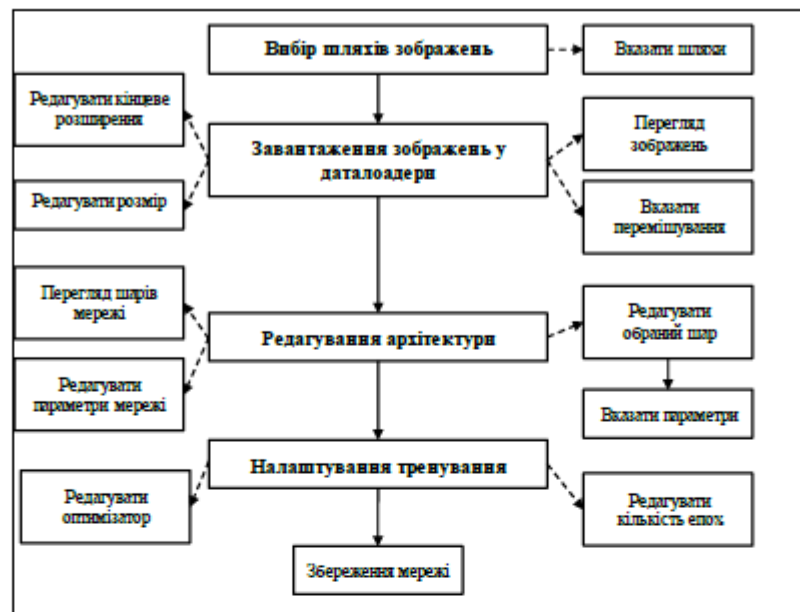 Вибір шляхів зображень
Вказати шляхи
Редагувати кінцеве
розширення
Завантаження зображень у
даталоадери
Перегляд
зображень
Редагувати розмір
Вказати
перемішування
Перегляд шарів
мережі
Редагування архітектури
Редагувати
обраний шар
Редагувати
параметри мережі
Вказати параметри
Налаштування тренування
Редагувати
оптимізатор
Редагувати
кількість епох
Збереження мережі